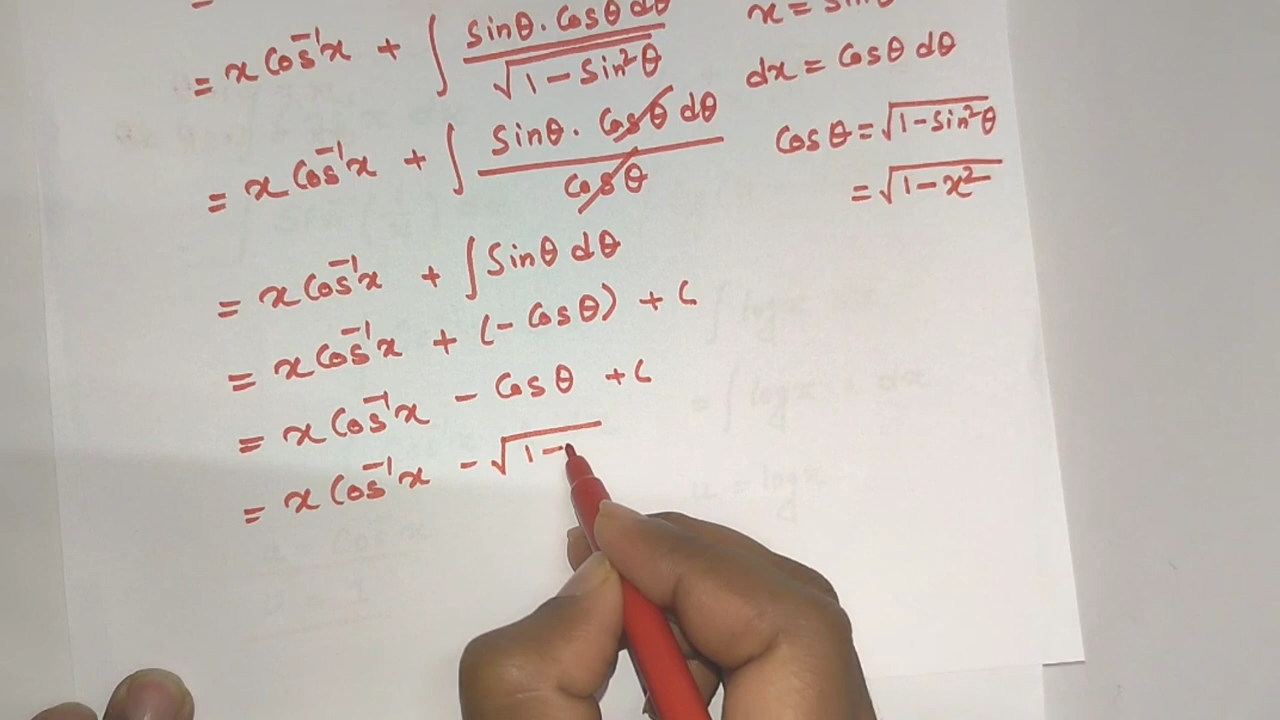 = x Cos⁻¹x + ∫ Sinθ. Cosθ dθ / √1 − Sin²θ
x = Sinθ
dx = Cosθ dθ
= x Cos⁻¹x + ∫ Sinθ. Cosθ dθ / Cosθ
Cosθ = √1−Sin²θ
= √1−x²
= x Cos⁻¹x + ∫ Sinθ dθ
= x Cos⁻¹x + (− Cosθ) + C
= x Cos⁻¹x − Cosθ + C
= x Cos⁻¹x − √1−